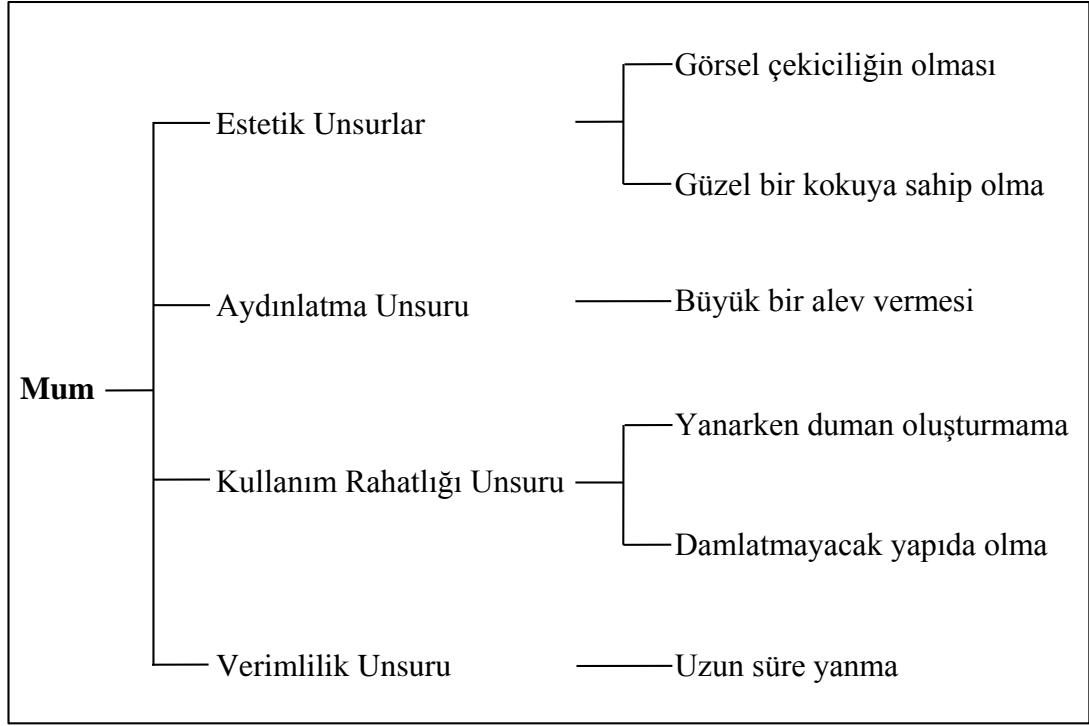 Görsel çekiciliğin olması
Estetik Unsurlar
Güzel bir kokuya sahip olma
Aydınlatma Unsuru
Büyük bir alev vermesi
Mum
Yanarken duman oluşturmama
Kullanım Rahatlığı Unsuru
Damlatmayacak yapıda olma
Verimlilik Unsuru
Uzun süre yanma